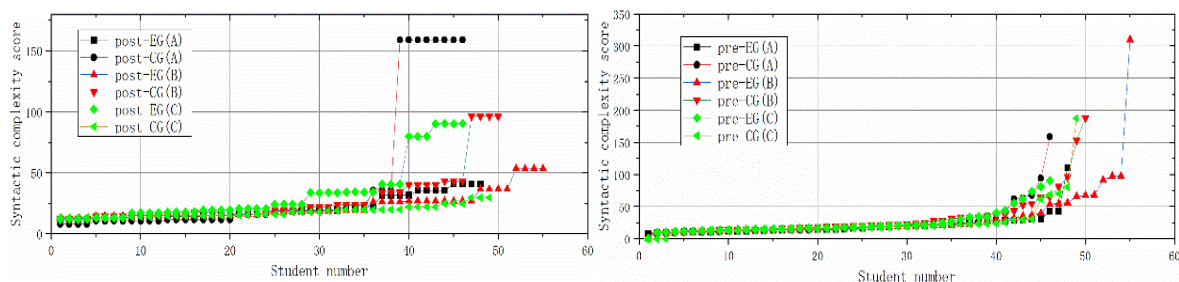 Syntactic complexity score
150
100
50
0
post-EG(A)
post-CG(A)
post-EG(B)
post-CG(B)
post EG(C)
post CG(C)
0 10 20 30 40 50 60
Student number
Syntactic complexity score
350
300
250
200
150
100
50
0
pre-EG(A)
pre-CG(A)
pre-EG(B)
pre-CG(B)
pre-EG(C)
pre-CG(C)
0 10 20 30 40 50 60
Student number